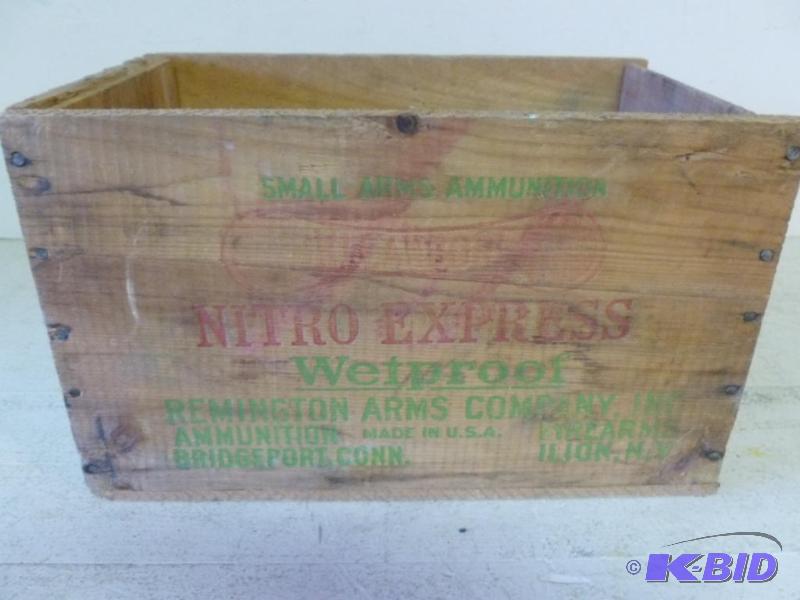 SMALL ARMS AMMUNITION
NITRO EXPRESS
Wetproof
REMINGTON ARMS COMPANY, INC
AMMUNITION MADE IN U.S.A. FIREARMS
BRIDGEPORT, CONN. ILION, N.Y.
© K-BID